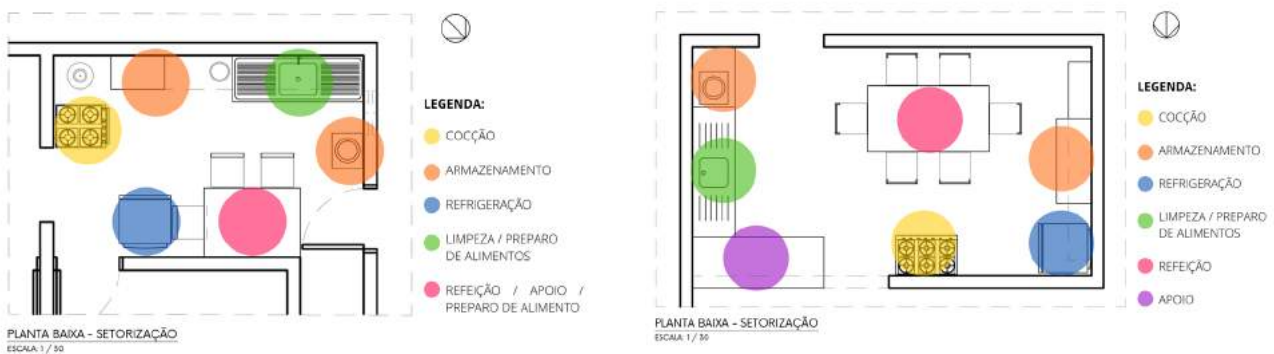 LEGENDA:
COCÇÃO
ARMAZENAMENTO
REFRIGERAÇÃO
LIMPEZA / PREPARO
DE ALIMENTOS
REFEIÇÃO / APOIO /
PREPARO DE ALIMENTO
PLANTA BAIXA - SETORIZAÇÃO
ESCALA: 1 / 50
LEGENDA:
COCÇÃO
ARMAZENAMENTO
REFRIGERAÇÃO
LIMPEZA / PREPARO
DE ALIMENTOS
REFEIÇÃO
APOIO
PLANTA BAIXA - SETORIZAÇÃO
ESCALA: 1 / 50